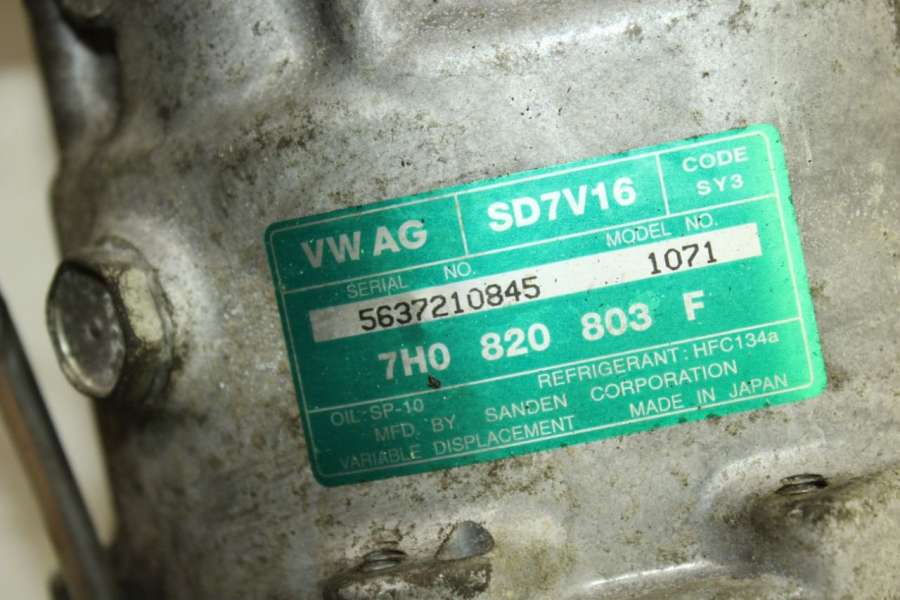 VW AG SD7V16 CODE SY3
SERIAL NO. MODEL NO.
5637210845 1071
7H0 820 803 F
OIL: SP-10 REFRIGERANT: HFC134a
MFD. BY. SANDEN CORPORATION
VARIABLE DISPLACEMENT MADE IN JAPAN